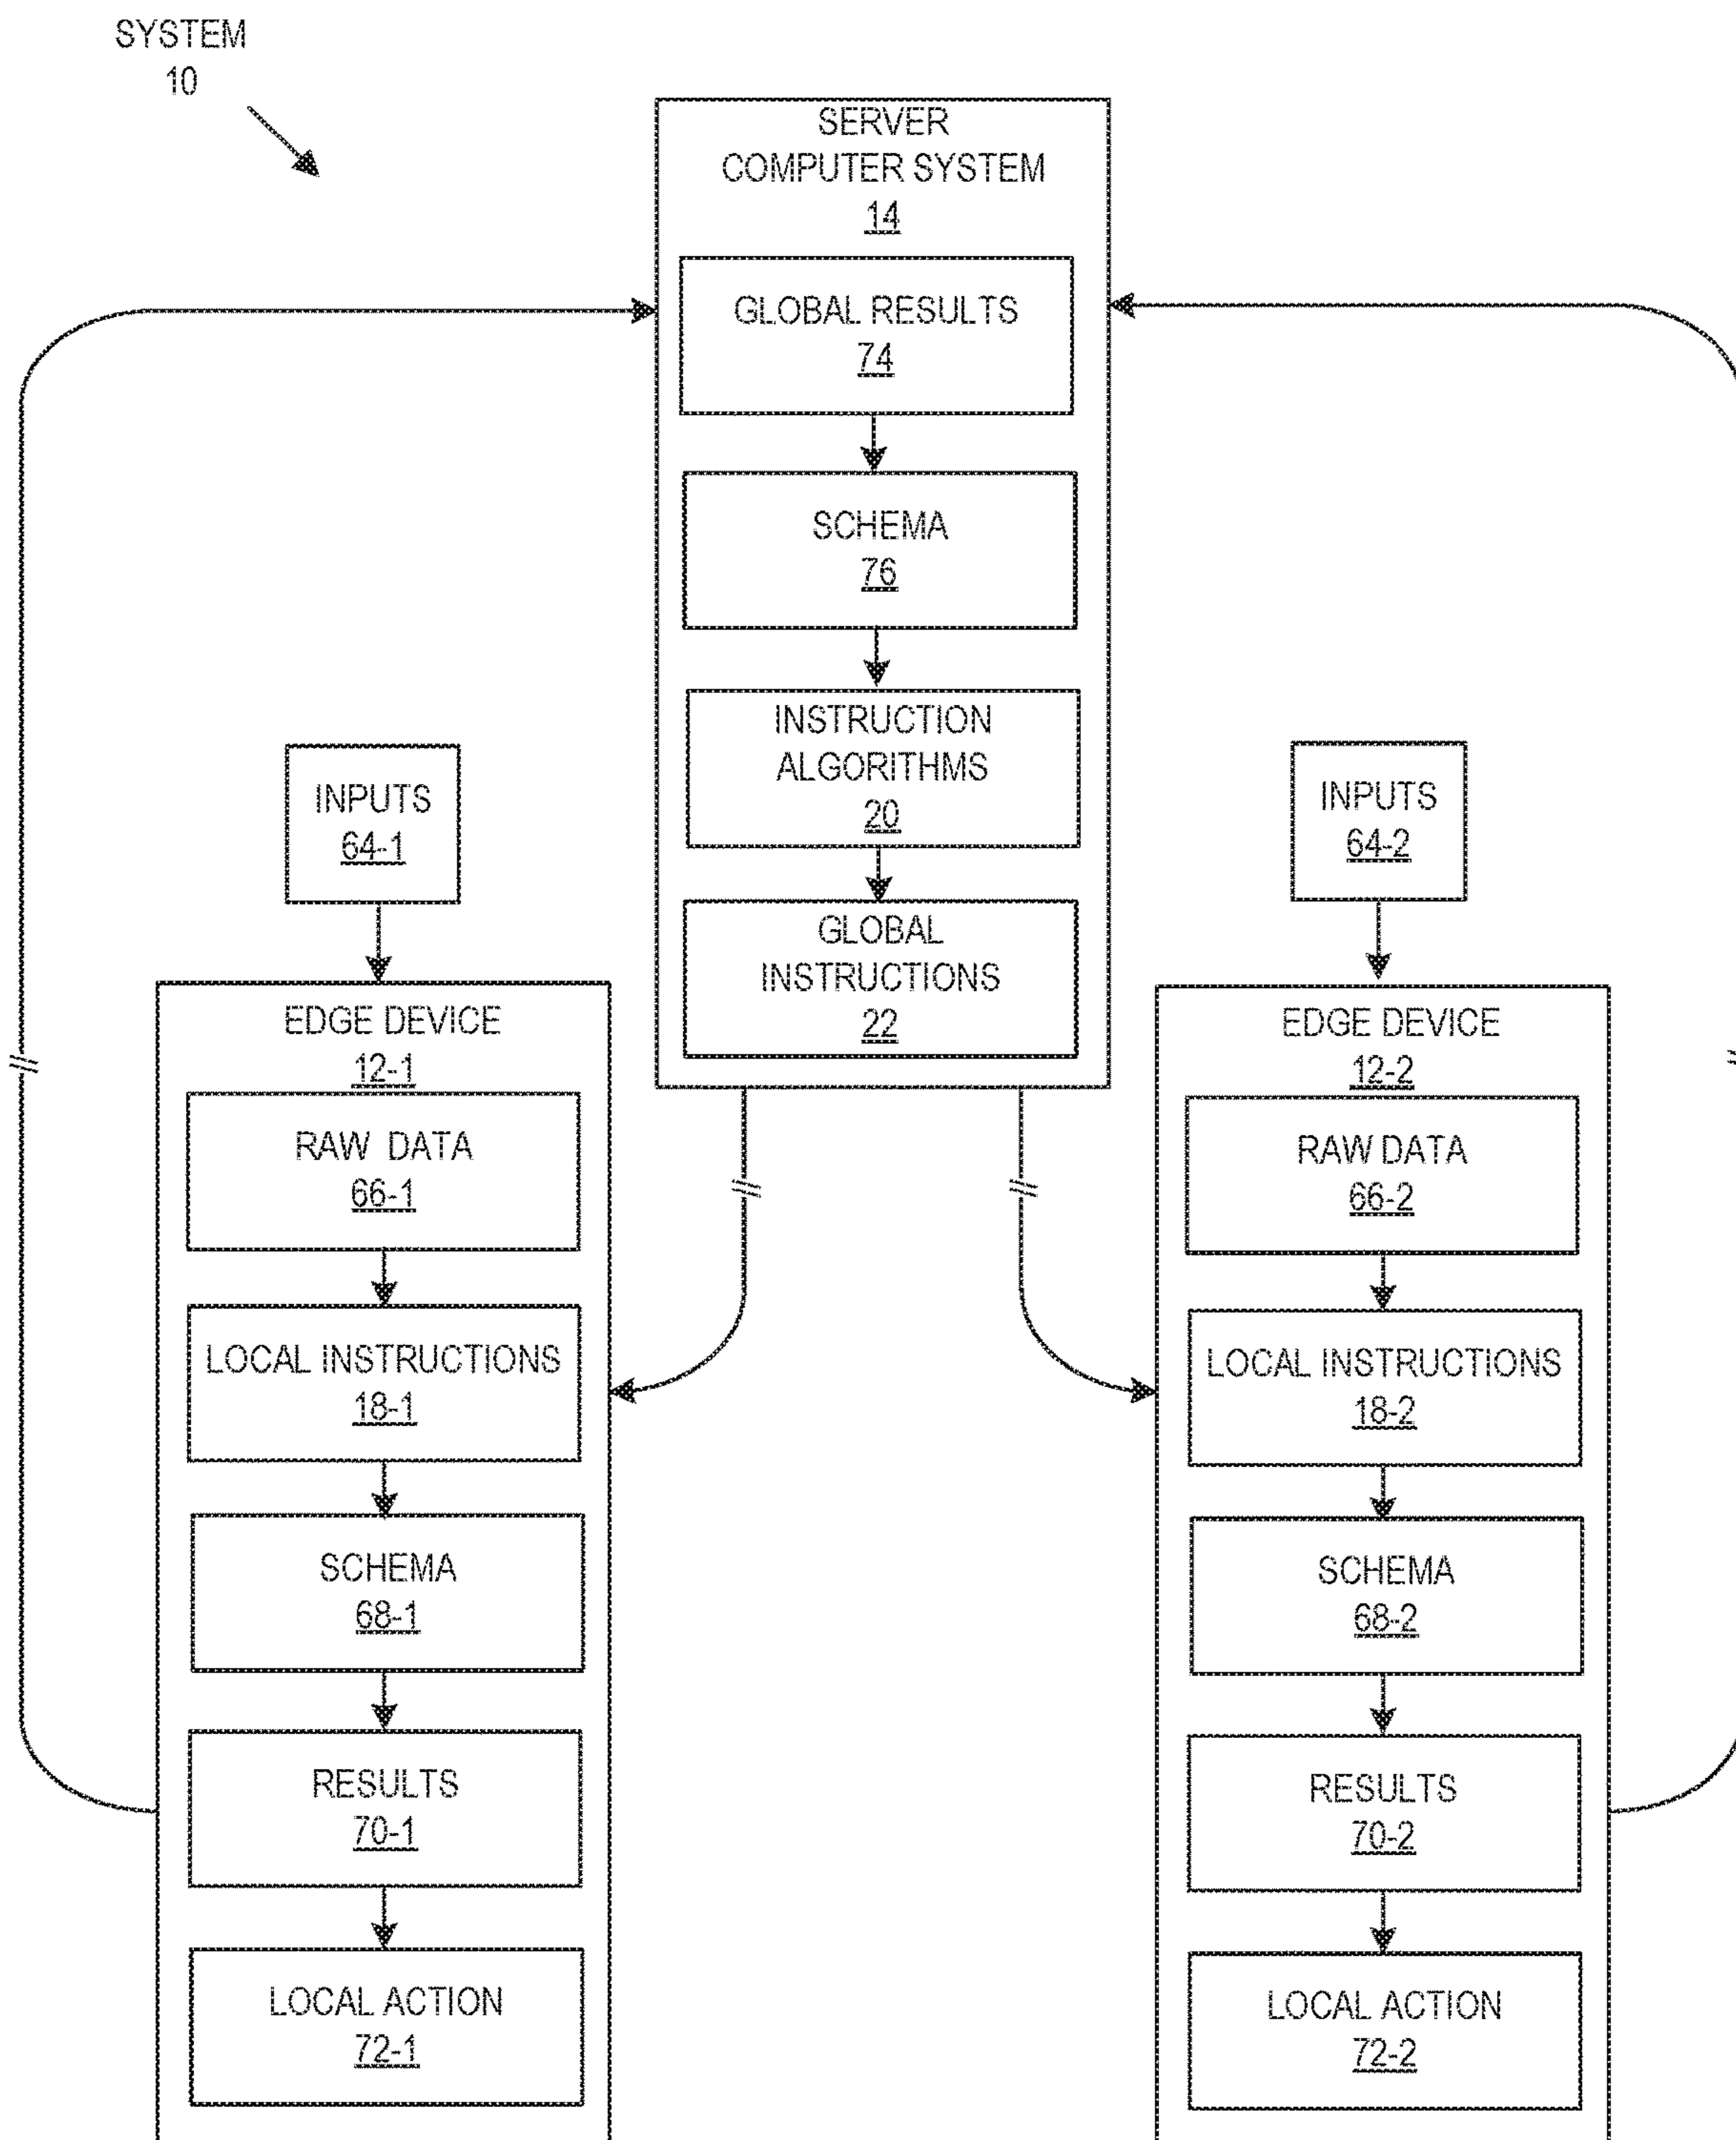 SYSTEM
10
SERVER
COMPUTER SYSTEM
14
GLOBAL RESULTS
74
SCHEMA
76
INSTRUCTION
ALGORITHMS
20
GLOBAL
INSTRUCTIONS
22
INPUTS
64-1
EDGE DEVICE
12-1
RAW DATA
66-1
LOCAL INSTRUCTIONS
18-1
SCHEMA
68-1
RESULTS
70-1
LOCAL ACTION
72-1
INPUTS
64-2
EDGE DEVICE
12-2
RAW DATA
66-2
LOCAL INSTRUCTIONS
18-2
SCHEMA
68-2
RESULTS
70-2
LOCAL ACTION
72-2